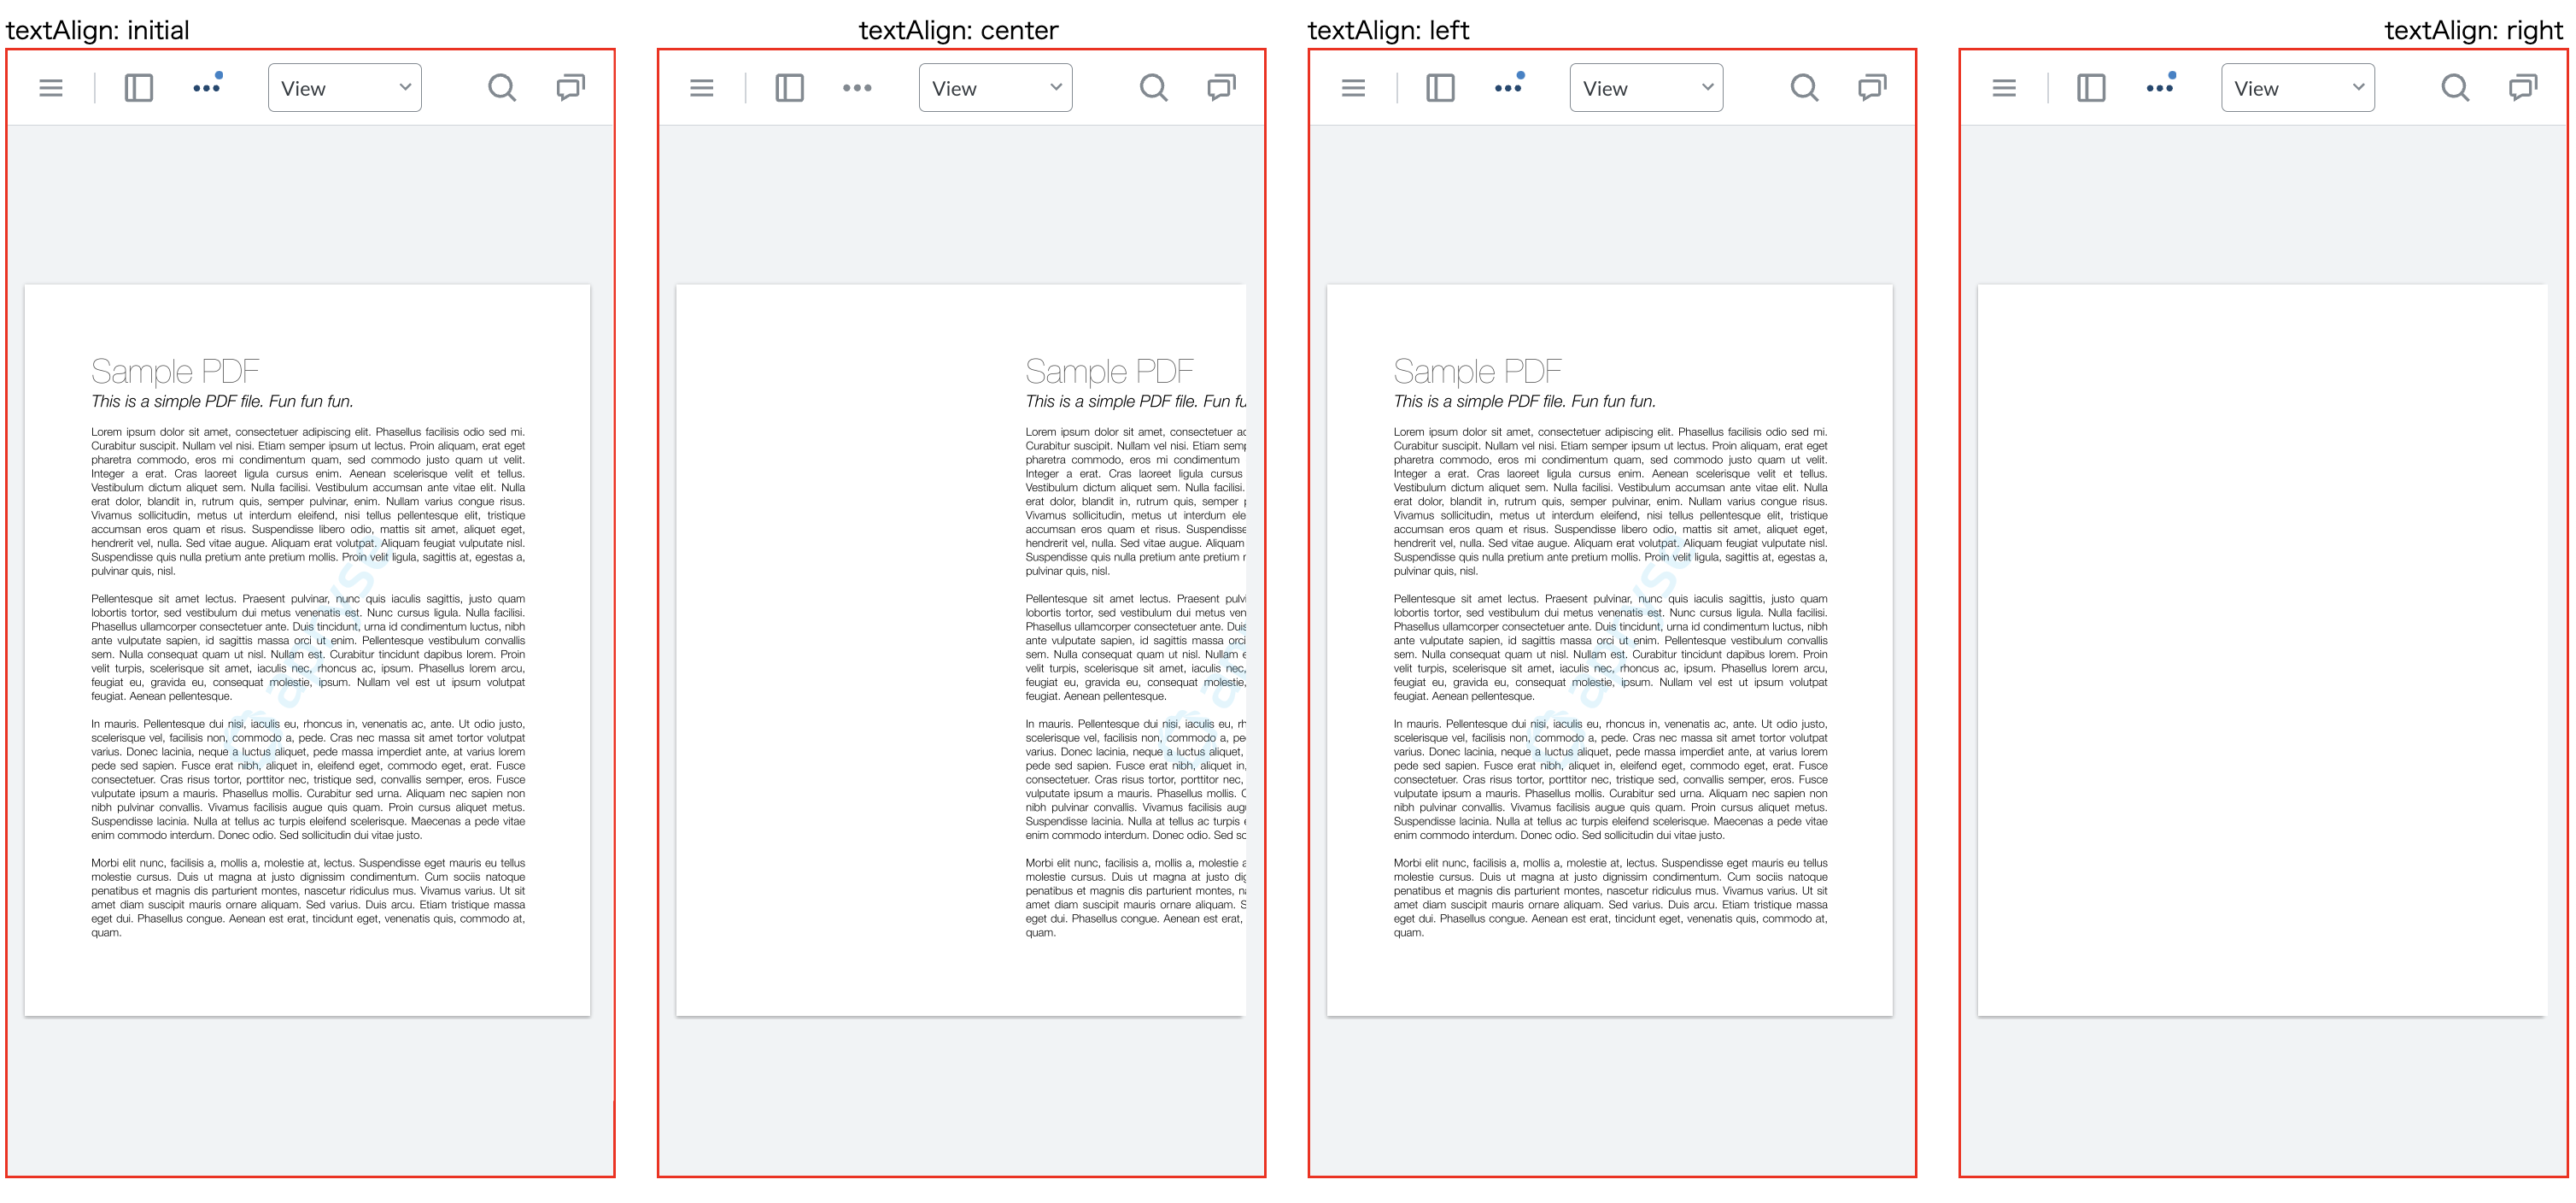 textAlign: initial
View
Sample PDF
This is a simple PDF file. Fun fun fun.
Lorem ipsum dolor sit amet, consectetuer adipiscing elit. Phasellus facilisis odio sed mi.
Curabitur suscipit. Nullam vel nisi. Etiam semper ipsum ut lectus. Proin aliquam, erat eget
pharetra commodo, eros mi condimentum quam, sed commodo justo quam ut velit.
Integer a erat. Cras laoreet ligula cursus enim. Aenean scelerisque velit et tellus.
Vestibulum dictum aliquet sem. Nulla facilisi. Vestibulum accumsan ante vitae elit. Nulla
erat dolor, blandit in, rutrum quis, semper pulvinar, enim. Nullam varius congue risus.
Vivamus sollicitudin, metus ut interdum eleifend, nisi tellus pellentesque elit, tristique
accumsan eros quam et risus. Suspendisse libero odio, mattis sit amet, aliquet eget,
hendrerit vel, nulla. Sed vitae augue. Aliquam erat volutpat. Aliquam feugiat vulputate nisl.
Suspendisse quis nulla pretium ante pretium mollis. Proin velit ligula, sagittis at, egestas a,
pulvinar quis, nisl.
Pellentesque sit amet lectus. Praesent pulvinar, nunc quis iaculis sagittis, justo quam
lobortis tortor, sed vestibulum dui metus venenatis est. Nunc cursus ligula. Nulla facilisi.
Phasellus ullamcorper consectetuer ante. Duis tincidunt, urna id condimentum luctus, nibh
ante vulputate sapien, id sagittis massa orci ut enim. Pellentesque vestibulum convallis
sem. Nulla consequat quam ut nisl. Nullam est. Curabitur tincidunt dapibus lorem. Proin
velit turpis, scelerisque sit amet, iaculis nec, rhoncus ac, ipsum. Phasellus lorem arcu,
feugiat eu, gravida eu, consequat molestie, ipsum. Nullam vel est ut ipsum volutpat
feugiat. Aenean pellentesque.
In mauris. Pellentesque dui nisi, iaculis eu, rhoncus in, venenatis ac, ante. Ut odio justo,
scelerisque vel, facilisis non, commodo a, pede. Cras nec massa sit amet tortor volutpat
varius. Donec lacinia, neque a luctus aliquet, pede massa imperdiet ante, at varius lorem
pede sed sapien. Fusce erat nibh, aliquet in, eleifend eget, commodo eget, erat. Fusce
consectetuer. Cras risus tortor, porttitor nec, tristique sed, convallis semper, eros. Fusce
vulputate ipsum a mauris. Phasellus mollis. Curabitur sed urna. Aliquam nec sapien non
nibh pulvinar convallis. Vivamus facilisis augue quis quam. Proin cursus aliquet metus.
Suspendisse lacinia. Nulla at tellus ac turpis eleifend scelerisque. Maecenas a pede vitae
enim commodo interdum. Donec odio. Sed sollicitudin dui vitae justo.
Morbi elit nunc, facilisis a, mollis a, molestie at, lectus. Suspendisse eget mauris eu tellus
molestie cursus. Duis ut magna at justo dignissim condimentum. Cum sociis natoque
penatibus et magnis dis parturient montes, nascetur ridiculus mus. Vivamus varius. Ut sit
amet diam suscipit mauris ornare aliquam. Sed varius. Duis arcu. Etiam tristique massa
eget dui. Phasellus congue. Aenean est erat, tincidunt eget, venenatis quis, commodo at,
quam.
textAlign: center
View
Sample PDF
This is a simple PDF file. Fun fu
Lorem ipsum dolor sit amet, consectetuer ad
Curabitur suscipit. Nullam vel nisi. Etiam semp
pharetra commodo, eros mi condimentum
Integer a erat. Cras laoreet ligula cursus
Vestibulum dictum aliquet sem. Nulla facilisi.
erat dolor, blandit in, rutrum quis, semper p
Vivamus sollicitudin, metus ut interdum ele
accumsan eros quam et risus. Suspendisse
hendrerit vel, nulla. Sed vitae augue. Aliquam
Suspendisse quis nulla pretium ante pretium m
pulvinar quis, nisl.
Pellentesque sit amet lectus. Praesent pulvi
lobortis tortor, sed vestibulum dui metus ven
Phasellus ullamcorper consectetuer ante. Duis
ante vulputate sapien, id sagittis massa orci
sem. Nulla consequat quam ut nisl. Nullam e
velit turpis, scelerisque sit amet, iaculis nec,
feugiat eu, gravida eu, consequat molestie,
feugiat. Aenean pellentesque.
In mauris. Pellentesque dui nisi, iaculis eu, rh
scelerisque vel, facilisis non, commodo a, pe
varius. Donec lacinia, neque a luctus aliquet,
pede sed sapien. Fusce erat nibh, aliquet in,
consectetuer. Cras risus tortor, porttitor nec,
vulputate ipsum a mauris. Phasellus mollis. C
nibh pulvinar convallis. Vivamus facilisis aug
Suspendisse lacinia. Nulla at tellus ac turpis e
enim commodo interdum. Donec odio. Sed so
Morbi elit nunc, facilisis a, mollis a, molestie a
molestie cursus. Duis ut magna at justo dig
penatibus et magnis dis parturient montes, na
amet diam suscipit mauris ornare aliquam. S
eget dui. Phasellus congue. Aenean est erat,
quam.
textAlign: left
View
Sample PDF
This is a simple PDF file. Fun fun fun.
Lorem ipsum dolor sit amet, consectetuer adipiscing elit. Phasellus facilisis odio sed mi.
Curabitur suscipit. Nullam vel nisi. Etiam semper ipsum ut lectus. Proin aliquam, erat eget
pharetra commodo, eros mi condimentum quam, sed commodo justo quam ut velit.
Integer a erat. Cras laoreet ligula cursus enim. Aenean scelerisque velit et tellus.
Vestibulum dictum aliquet sem. Nulla facilisi. Vestibulum accumsan ante vitae elit. Nulla
erat dolor, blandit in, rutrum quis, semper pulvinar, enim. Nullam varius congue risus.
Vivamus sollicitudin, metus ut interdum eleifend, nisi tellus pellentesque elit, tristique
accumsan eros quam et risus. Suspendisse libero odio, mattis sit amet, aliquet eget,
hendrerit vel, nulla. Sed vitae augue. Aliquam erat volutpat. Aliquam feugiat vulputate nisl.
Suspendisse quis nulla pretium ante pretium mollis. Proin velit ligula, sagittis at, egestas a,
pulvinar quis, nisl.
Pellentesque sit amet lectus. Praesent pulvinar, nunc quis iaculis sagittis, justo quam
lobortis tortor, sed vestibulum dui metus venenatis est. Nunc cursus ligula. Nulla facilisi.
Phasellus ullamcorper consectetuer ante. Duis tincidunt, urna id condimentum luctus, nibh
ante vulputate sapien, id sagittis massa orci ut enim. Pellentesque vestibulum convallis
sem. Nulla consequat quam ut nisl. Nullam est. Curabitur tincidunt dapibus lorem. Proin
velit turpis, scelerisque sit amet, iaculis nec, rhoncus ac, ipsum. Phasellus lorem arcu,
feugiat eu, gravida eu, consequat molestie, ipsum. Nullam vel est ut ipsum volutpat
feugiat. Aenean pellentesque.
In mauris. Pellentesque dui nisi, iaculis eu, rhoncus in, venenatis ac, ante. Ut odio justo,
scelerisque vel, facilisis non, commodo a, pede. Cras nec massa sit amet tortor volutpat
varius. Donec lacinia, neque a luctus aliquet, pede massa imperdiet ante, at varius lorem
pede sed sapien. Fusce erat nibh, aliquet in, eleifend eget, commodo eget, erat. Fusce
consectetuer. Cras risus tortor, porttitor nec, tristique sed, convallis semper, eros. Fusce
vulputate ipsum a mauris. Phasellus mollis. Curabitur sed urna. Aliquam nec sapien non
nibh pulvinar convallis. Vivamus facilisis augue quis quam. Proin cursus aliquet metus.
Suspendisse lacinia. Nulla at tellus ac turpis eleifend scelerisque. Maecenas a pede vitae
enim commodo interdum. Donec odio. Sed sollicitudin dui vitae justo.
Morbi elit nunc, facilisis a, mollis a, molestie at, lectus. Suspendisse eget mauris eu tellus
molestie cursus. Duis ut magna at justo dignissim condimentum. Cum sociis natoque
penatibus et magnis dis parturient montes, nascetur ridiculus mus. Vivamus varius. Ut sit
amet diam suscipit mauris ornare aliquam. Sed varius. Duis arcu. Etiam tristique massa
eget dui. Phasellus congue. Aenean est erat, tincidunt eget, venenatis quis, commodo at,
quam.
textAlign: right
View